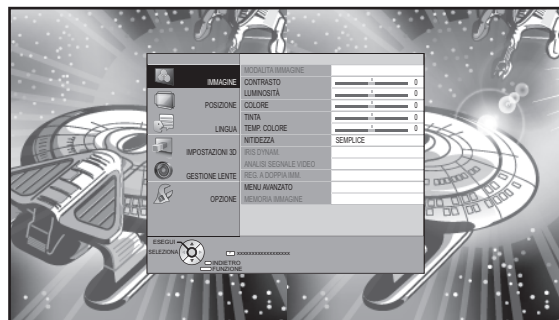 IMMAGINE
POSIZIONE
LINGUA
IMPOSTAZIONI 3D
GESTIONE LENTE
OPZIONE
MODALITA IMMAGINE
CONTRASTO 0
LUMINOSITÀ 0
COLORE 0
TINTA 0
TEMP. COLORE 0
NITIDEZZA SEMPLICE
IRIS DYNAM.
ANALISI SEGNALE VIDEO
REG. A DOPPIA IMM.
MENU AVANZATO
MEMORIA IMMAGINE
ESEGUI
SELEZIONA
INDIETRO
FUNZIONE